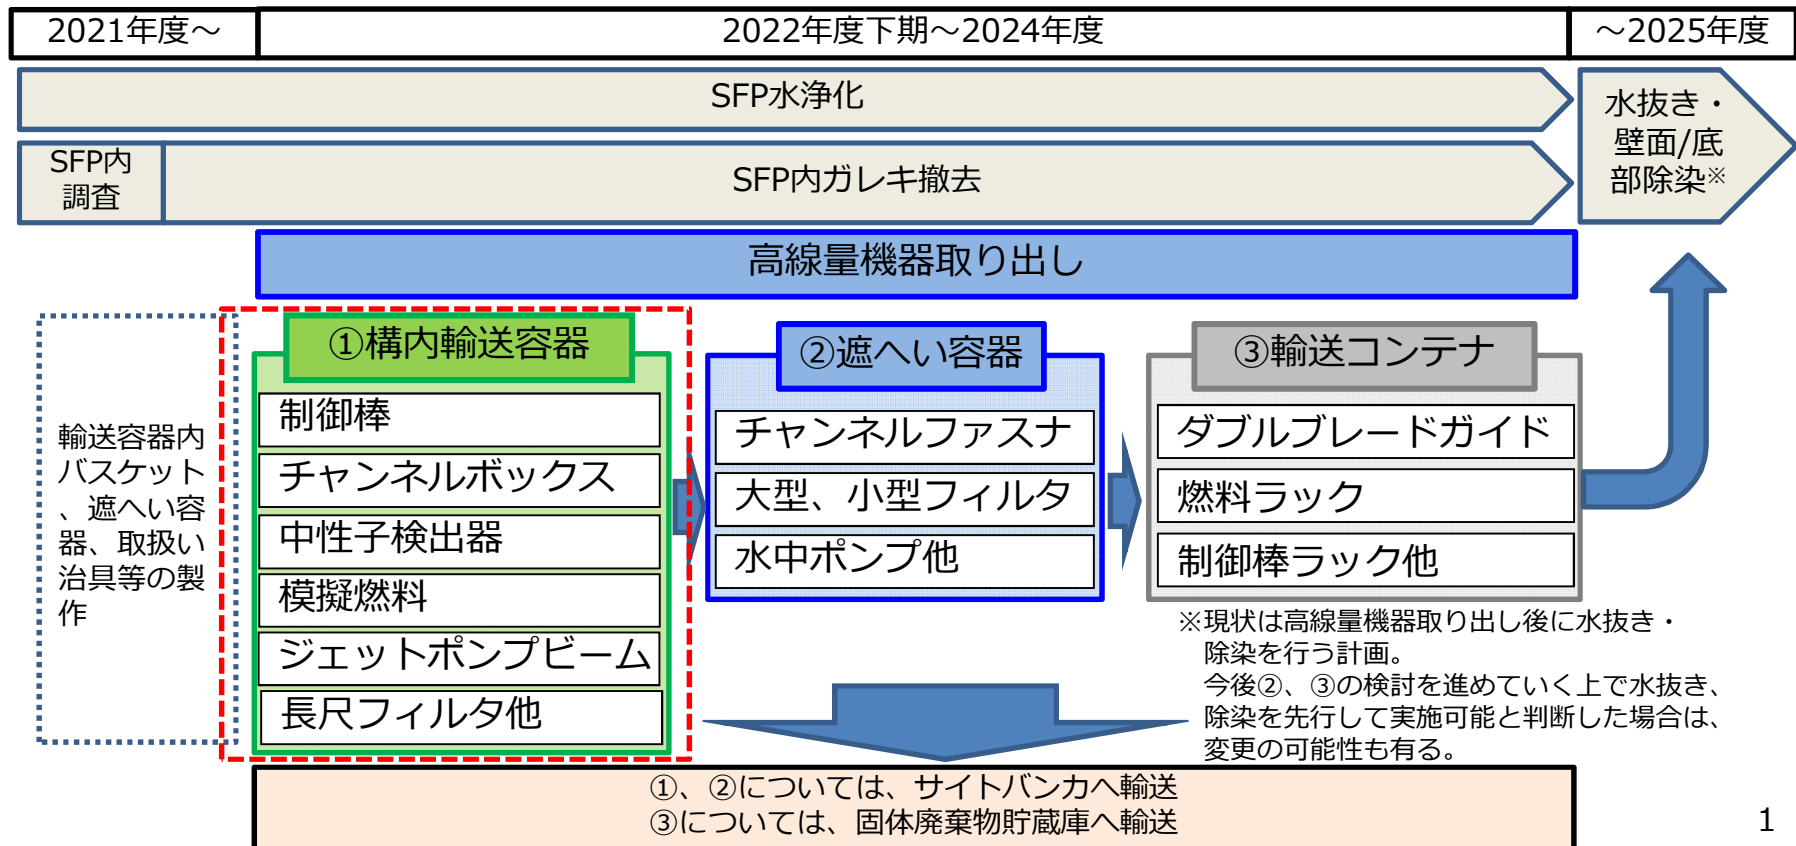 2021年度～
2022年度下期～2024年度
～2025年度
SFP水浄化
SFP内
調査
SFP内ガレキ撤去
水抜き・
壁面/底
部除染※
高線量機器取り出し
輸送容器内
バスケット
、遮へい容
器、取扱い
治具等の製
作
①構内輸送容器
制御棒
チャンネルボックス
中性子検出器
模擬燃料
ジェットポンプビーム
長尺フィルタ他
②遮へい容器
チャンネルファスナ
大型、小型フィルタ
水中ポンプ他
③輸送コンテナ
ダブルブレードガイド
燃料ラック
制御棒ラック他
※現状は高線量機器取り出し後に水抜き・
除染を行う計画。
今後②、③の検討を進めていく上で水抜き、
除染を先行して実施可能と判断した場合は、
変更の可能性も有る。
①、②については、サイトバンカへ輸送
③については、固体廃棄物貯蔵庫へ輸送
1